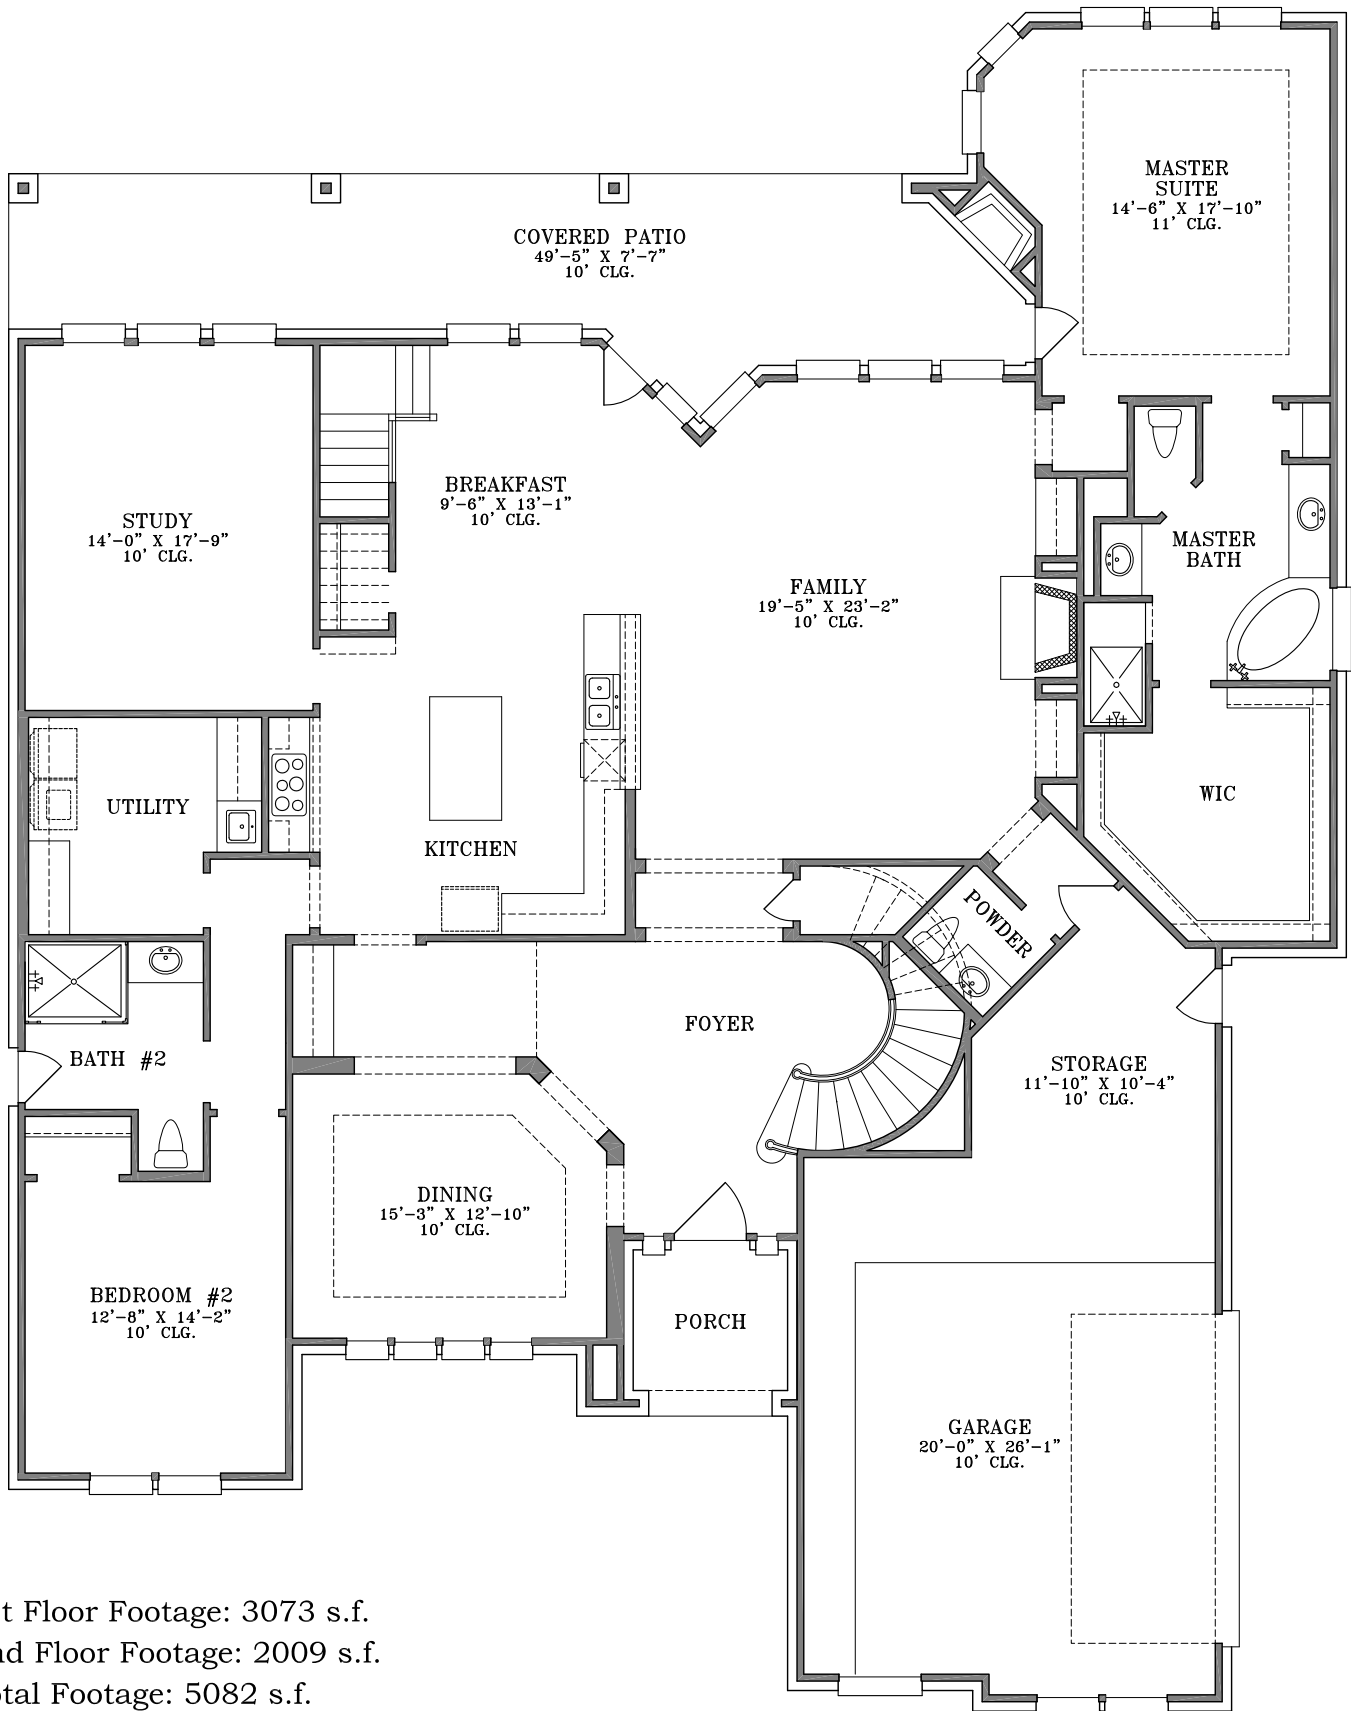 MASTER
SUITE
14'-6" X 17'-10"
11' CLG.
COVERED PATIO
49'-5" X 7'-7"
10' CLG.
BREAKFAST
9'-6" X 13'-1"
10' CLG.
STUDY
14'-0" X 17'-9"
10' CLG.
MASTER
BATH
FAMILY
19'-5" X 23'-2"
10' CLG.
UTILITY
WIC
KITCHEN
POWDER
FOYER
BATH #2
STORAGE
11'-10" X 10'-4"
10' CLG.
DINING
15'-3" X 12'-10"
10' CLG.
BEDROOM #2
12'-8" X 14'-2"
10' CLG.
PORCH
GARAGE
20'-0" X 26'-1"
10' CLG.
t Floor Footage: 3073 s.f.
nd Floor Footage: 2009 s.f.
otal Footage: 5082 s.f.